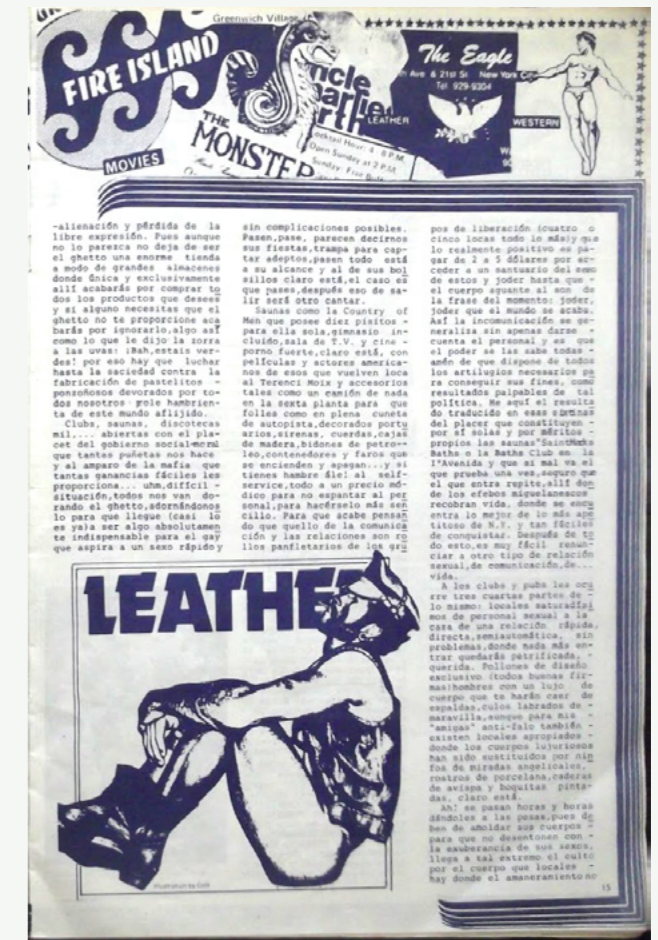 Greenwich Village
FIRE ISLAND
MOVIES
THE
MONSTER
Cocktail Hour: 4 - 8 P.M.
Open Sunday at 2 P.M.
Sunday: Free
LEATHER
The Eagle
Ave & 21st St New York City
Tel. 929-9304
WESTERN
-alienación y pérdida de la
libre expresión. Pues aunque
no lo parezca no deja de ser
el ghetto una enorme tienda
a modo de grandes almacenes
donde única y exclusivamente
allí acabarás por comprar to
dos los productos que desees
y si alguno necesitas que el
ghetto no te proporcione aca
barás por ignorarlo, algo así
como lo que le dijo la zorra
a las uvas: ¡Bah,estais ver-
des! por eso hay que luchar
hasta la saciedad contra la
fabricación de pastelitos -
ponsoñosos devorados por to-
dos nosotros : prole hambrien-
ta de este mundo aflijido.
Clubs, saunas, discotecas
mil,... abiertas con el pla-
cet del gobierno social-moral
que tantas puñetas nos hace
y al amparo de la mafia que
tantas ganancias fáciles les
proporciona... uhm,difícil -
situación,todos nos van do-
rando el ghetto,adornándonos
lo para que llegue (casi lo
es ya)a ser algo absolutamen
te indispensable para el gay
que aspira a un sexo rápido y
sin complicaciones posibles.
Pasen,pase, parecen decirnos
sus fiestas,trampa para cap-
tar adeptos,pasen todo está
a su alcance y al de sus bol
sillos claro está,el caso es
que pases,después eso de sa-
lir será otro cantar.
Saunas como la Country of
Men que posee diez pisitos -
para ella sola,gimnasio in-
cluído,sala de T.V. y cine -
porno fuerte,claro está, con
películas y actores america-
nos de esos que vuelven loca
al Terenci Moix y accesorios
tales como un camión de nada
en la sexta planta para que
folles como en plena cuneta
de autopista,decorados portu
arios,sirenas, cuerdas,cajas
de madera,bidones de petro--
leo,contenedores y faros que
se encienden y apagan...y si
tienes hambre ¡ale! al self-
service,todo a un precio mó-
dico para no espantar al per
sonal,para hacérselo más sen
cillo. Para que acabe pensan
do que quello de la comunica
ción y las relaciones son ro
llos panfletarios de los gru
pos de liberación (cuatro o
cinco locas todo lo más)y que
lo realmente positivo es pa-
gar de 2 a 5 dólares por ac-
ceder a un santuario del sexo
de estos y joder hasta que -
el cuerpo aguante al son de
la frase del momento: joder,
joder que el mundo se acaba.
Así la incomunicación se ge-
neraliza sin apenas darse -
cuenta el personal y es que
el poder se las sabe todas -
amén de que dispone de todos
los artilugios necesarios pa
ra conseguir sus fines, como
resultados palpables de tal
política. He aquí el resulta
do traducido en esas
del placer que constituyen -
por sí solas y por méritos -
propios las saunas"Saint Marks
Baths o la Baths Club en la
1ªAvenida y que si mal va el
que prueba una vez,seguro que
el que entra repite,allí don
de los efebos miguelanescos
recobran vida, donde se encu
entra lo mejor de lo más ape
titoso de N.Y. y tan fáciles
de conquistar. Después de to
do esto,es muy fácil renun-
ciar a otro tipo de relación
sexual,de comunicación,de...
vida.
A los clubs y pubs les ocu
rre tres cuartas partes de -
lo mismo: locales saturadísi
mos de personal sexual a la
caza de una relación rápida,
directa,semiautomática, sin
problemas,donde nada más en-
trar quedarás petrificada, -
querida. Pollones de diseño
exclusivo (todos buenas fir-
mas)hombres con un lujo de
cuerpo que te harán caer de
espaldas,culos labrados de -
maravilla,aunque para mis -
"amigas" anti-falo también -
existen locales apropiados -
donde los cuerpos lujuriosos
han sido sustituidos por nin
fos de miradas angelicales,
rostros de porcelana,caderas
de avispa y boquitas pinta-
das, claro está.
Ah! se pasan horas y horas
dándoles a las pesas,pues de
ben de amoldar sus cuerpos -
para que no desentonen con -
la exuberancia de sus sexos,
llega a tal extremo el culto
por el cuerpo que locales -
hay donde el amaneramiento no
LEATHER
Illustration by
15